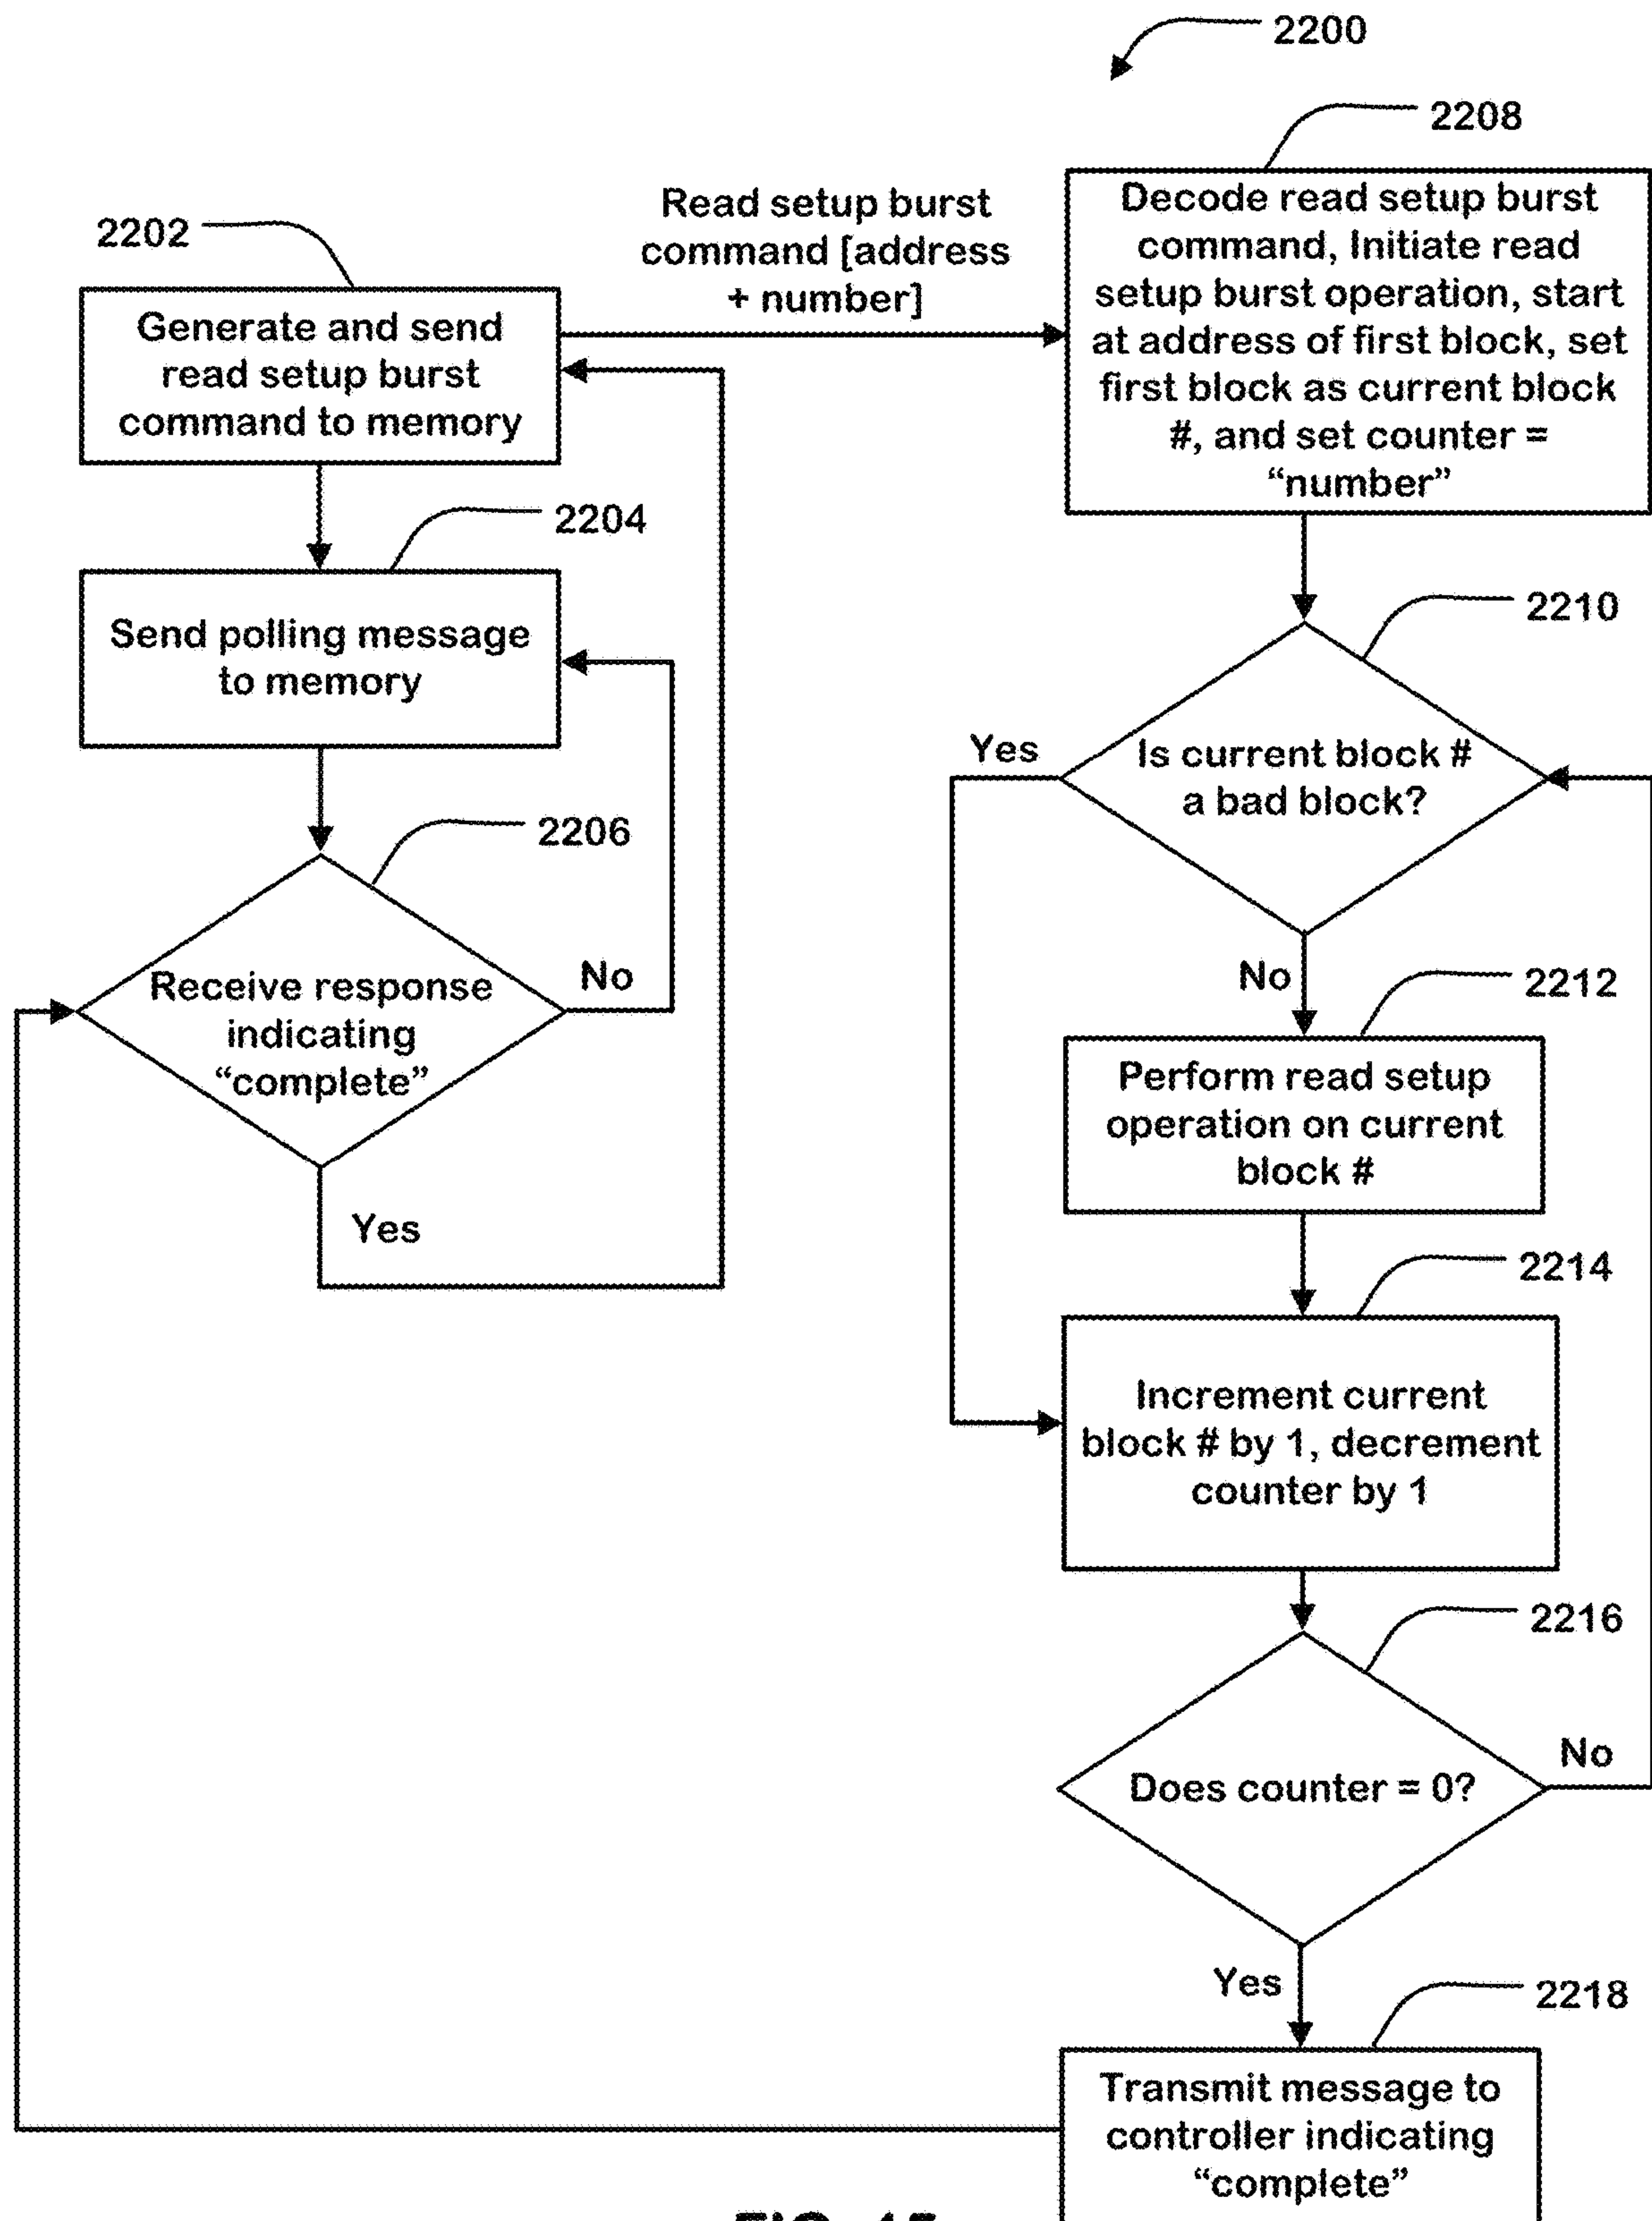 2200
2208
Decode read setup burst
command, Initiate read
setup burst operation, start
at address of first block, set
first block as current block
#, and set counter =
“number”
Read setup burst
command [address
+ number]
2202
Generate and send
read setup burst
command to memory
2204
Send polling message
to memory
2206
Receive response
indicating
“complete”
No
Yes
2210
Is current block #
a bad block?
Yes
No
2212
Perform read setup
operation on current
block #
2214
Increment current
block # by 1, decrement
counter by 1
2216
Does counter = 0?
No
Yes
2218
Transmit message to
controller indicating
“complete”